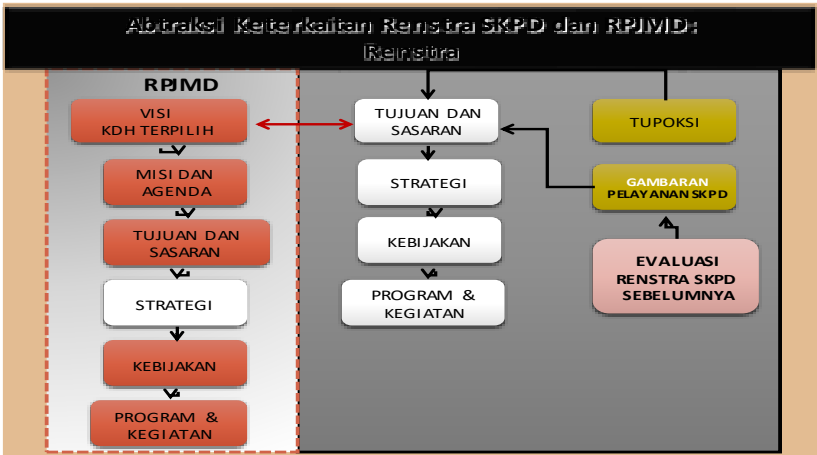 Abtraksi Keterkaitan Renstra SKPD dan RPJMD:
Renstra
RPJMD
VISI
KDH TERPILIH
MISI DAN
AGENDA
TUJUAN DAN
SASARAN
STRATEGI
KEBIJAKAN
PROGRAM &
KEGIATAN
TUJUAN DAN
SASARAN
STRATEGI
KEBIJAKAN
PROGRAM &
KEGIATAN
TUPOKSI
GAMBARAN
PELAYANAN SKPD
EVALUASI
RENSTRA SKPD
SEBELUMNYA